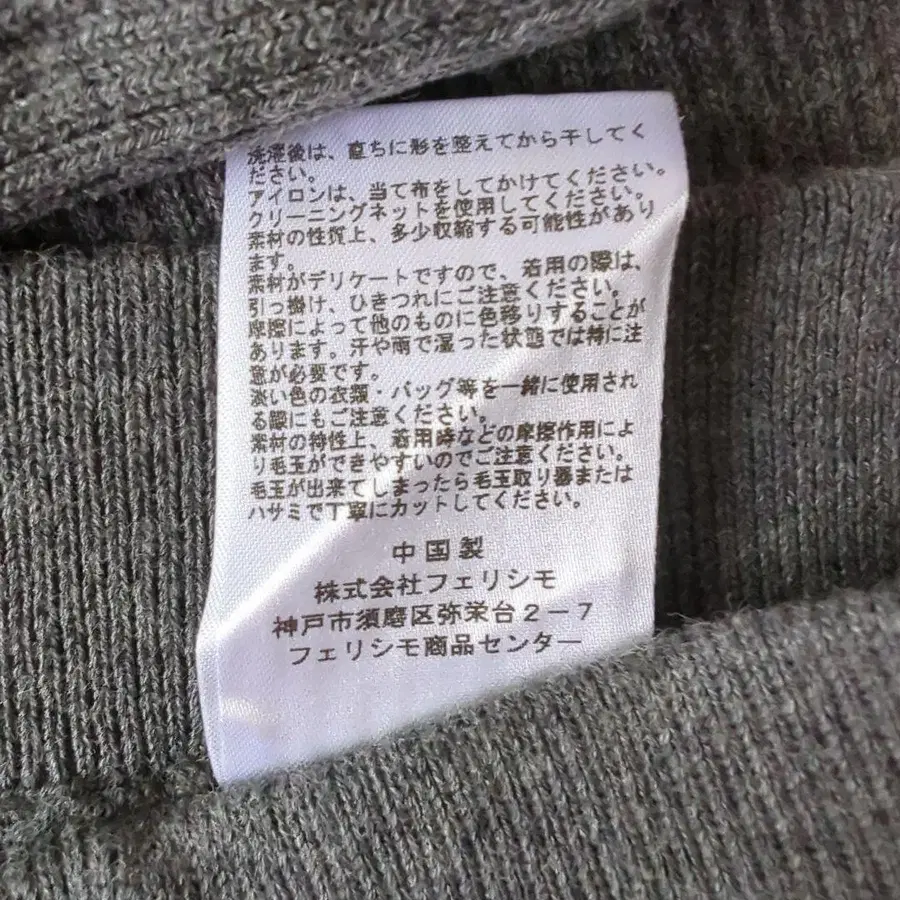 洗濯後は、直ちに形を整えてから干してく
ださい。
アイロンは、当て布をしてかけてください。
クリーニングネットを使用してください。
素材の性質上、多少収縮する可能性があり
ます。
素材がデリケートですので、着用の際は、
引っ掛け、ひきつれにご注意ください。
摩擦によって他のものに色移りすることが
あります。汗や雨で湿った状態では特に注
意が必要です。
淡い色の衣類・バッグ等を一緒に使用され
る際にもご注意ください。
素材の特性上、着用時などの摩擦作用によ
り毛玉ができやすいのでご注意ください。
毛玉が出来てしまったら毛玉取り器または
ハサミで丁寧にカットしてください。
中国製
株式会社フェリシモ
神戸市須磨区弥栄台2-7
フェリシモ商品センター